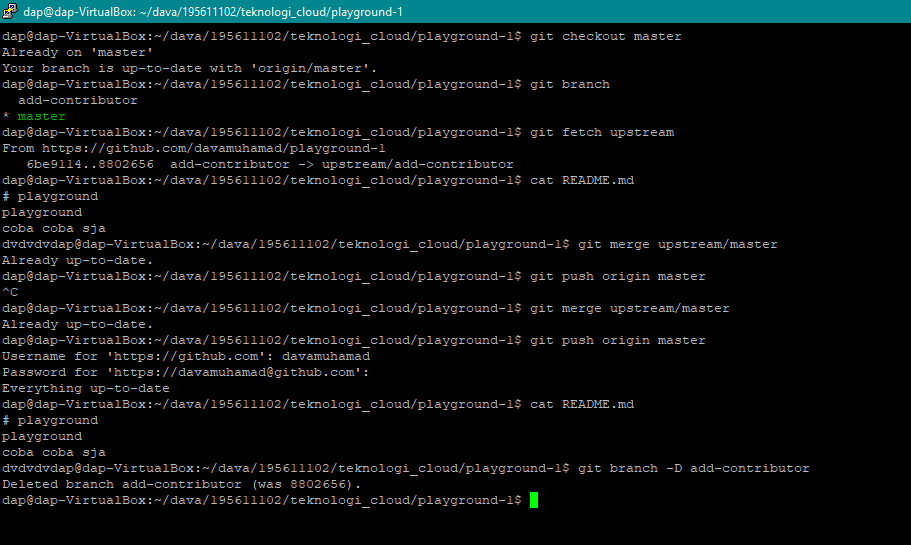 dap@dap-VirtualBox: ~/dava/195611102/teknologi_cloud/playground-1
dap@dap-VirtualBox:~/dava/195611102/teknologi_cloud/playground-1$ git checkout master
Already on 'master'
Your branch is up-to-date with 'origin/master'.
dap@dap-VirtualBox:~/dava/195611102/teknologi_cloud/playground-1$ git branch
  add-contributor
* master
dap@dap-VirtualBox:~/dava/195611102/teknologi_cloud/playground-1$ git fetch upstream
From https://github.com/davamuhamad/playground-1
   6be9114..8802656  add-contributor -> upstream/add-contributor
dap@dap-VirtualBox:~/dava/195611102/teknologi_cloud/playground-1$ cat README.md
# playground
playground
coba coba sja
dvdvdvdap@dap-VirtualBox:~/dava/195611102/teknologi_cloud/playground-1$ git merge upstream/master
Already up-to-date.
dap@dap-VirtualBox:~/dava/195611102/teknologi_cloud/playground-1$ git push origin master
^C
dap@dap-VirtualBox:~/dava/195611102/teknologi_cloud/playground-1$ git merge upstream/master
Already up-to-date.
dap@dap-VirtualBox:~/dava/195611102/teknologi_cloud/playground-1$ git push origin master
Username for 'https://github.com': davamuhamad
Password for 'https://davamuhamad@github.com':
Everything up-to-date
dap@dap-VirtualBox:~/dava/195611102/teknologi_cloud/playground-1$ cat README.md
# playground
playground
coba coba sja
dvdvdvdap@dap-VirtualBox:~/dava/195611102/teknologi_cloud/playground-1$ git branch -D add-contributor
Deleted branch add-contributor (was 8802656).
dap@dap-VirtualBox:~/dava/195611102/teknologi_cloud/playground-1$